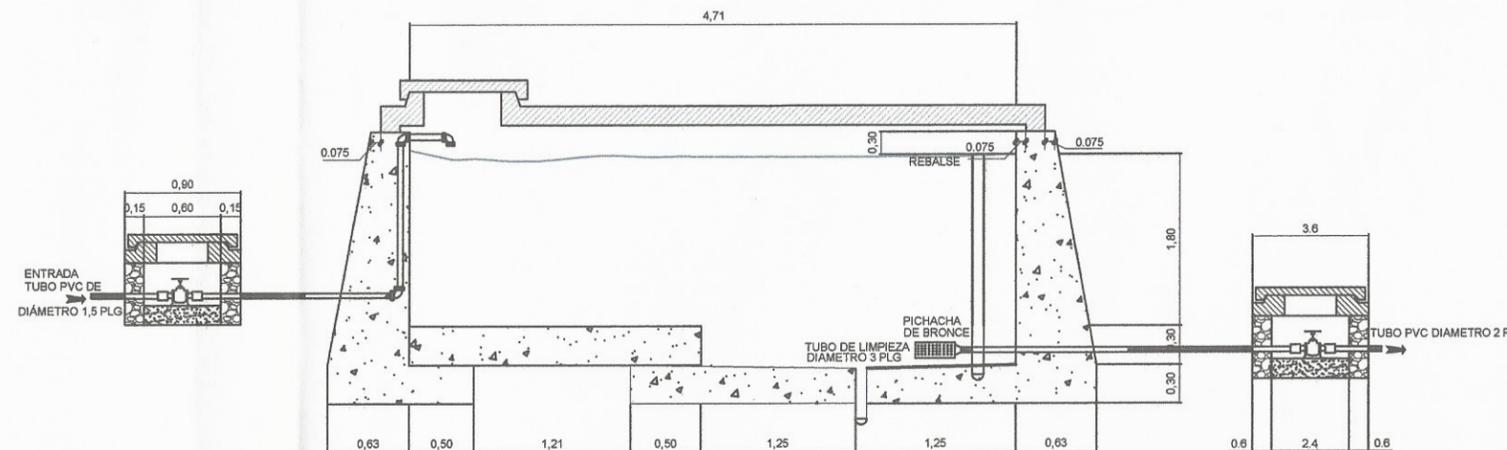 4,71
0,30
0.075
0.075
0.075
REBALSE
0,90
0,15
0,60
0,15
1,80
3.6
ENTRADA
TUBO PVC DE
DIÁMETRO 1,5 PLG
PICHACHA
DE BRONCE
TUBO DE LIMPIEZA
DIAMETRO 3 PLG
0,30
TUBO PVC DIAMETRO 2 P
0,30
0,63
0,50
1,21
0,50
1,25
1,25
0,63
0.6
2.4
0.6